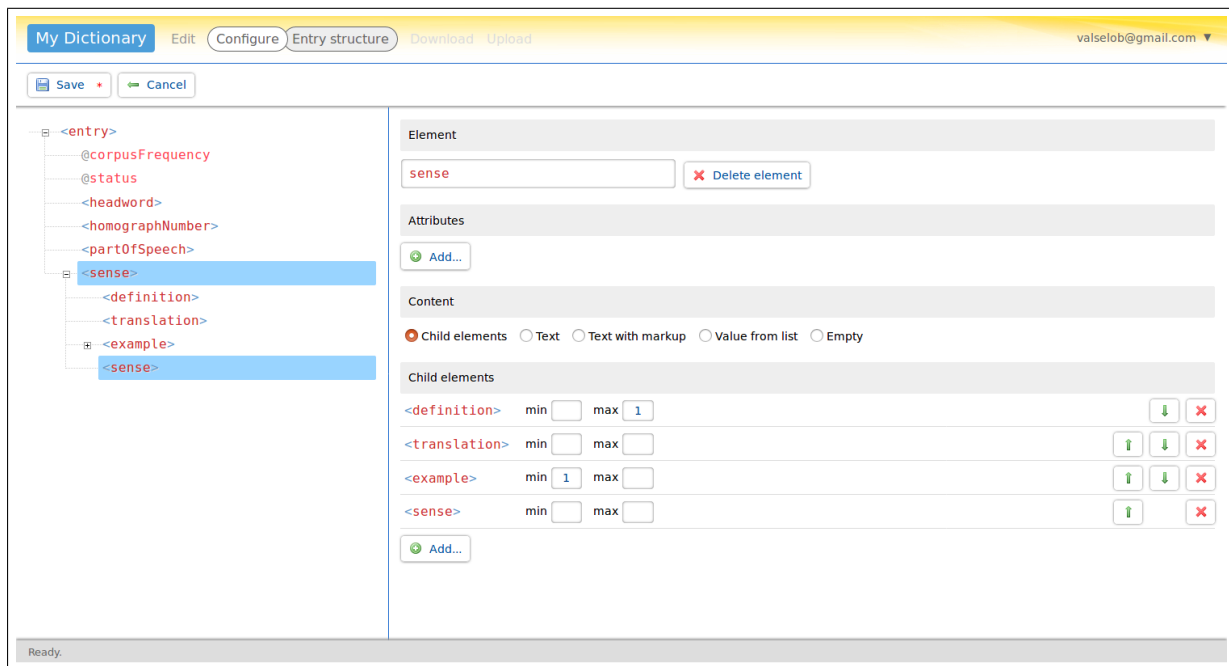 My Dictionary Edit Configure Entry structure Download Upload valselob@gmail.com ▼
Save * Cancel
<entry>
@corpusFrequency
@status
<headword>
<homographNumber>
<partOfSpeech>
<sense>
<definition>
<translation>
<example>
<sense>
Element
sense Delete element
Attributes
Add...
Content
Child elements Text Text with markup Value from list Empty
Child elements
<definition> min max 1
<translation> min max
<example> min 1 max
<sense> min max
Add...
Ready.